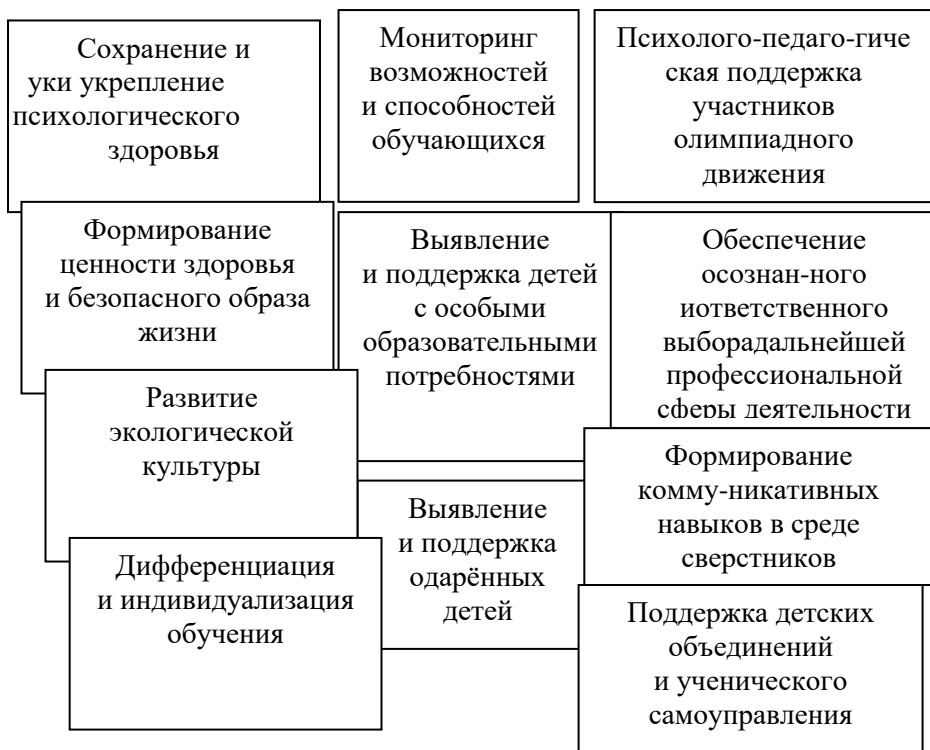 Сохранение и
уки укрепление
психологического
здоровья
Формирование
ценности здоровья
и безопасного образа
жизни
Развитие
экологической
культуры
Дифференциация
и индивидуализация
обучения
Мониторинг
возможностей
и способностей
обучающихся
Выявление
и поддержка детей
с особыми
образовательными
потребностями
Выявление
и поддержка
одарённых
детей
Психолого-педаго-гиче
ская поддержка
участников
олимпиадного
движения
Обеспечение
осознан-ного
иответственного
выборадальнейшей
профессиональной
сферы деятельности
Формирование
комму-никативных
навыков в среде
сверстников
Поддержка детских
объединений
и ученического
самоуправления